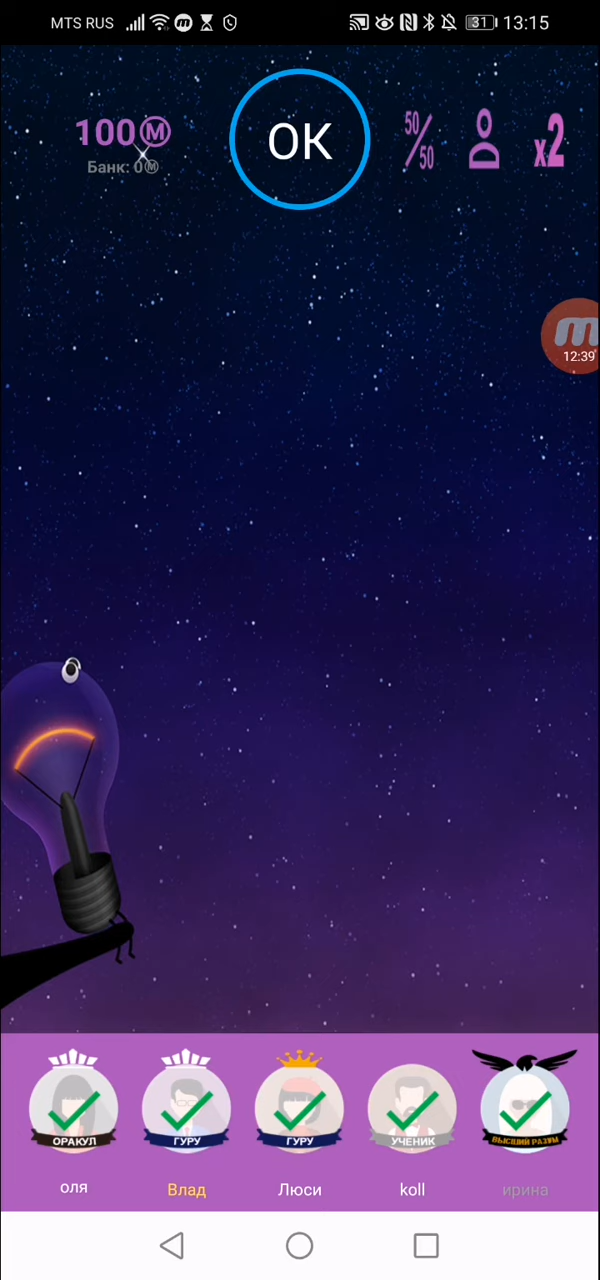 MTS RUS
31
13:15
100Ⓜ
Банк: 0Ⓜ
OK
50/50
x2
m
12:39
ОРАКУЛ
ГУРУ
ГУРУ
УЧЕНИК
ВЫСШИЙ РАЗУМ
оля
Влад
Люси
koll
ирина